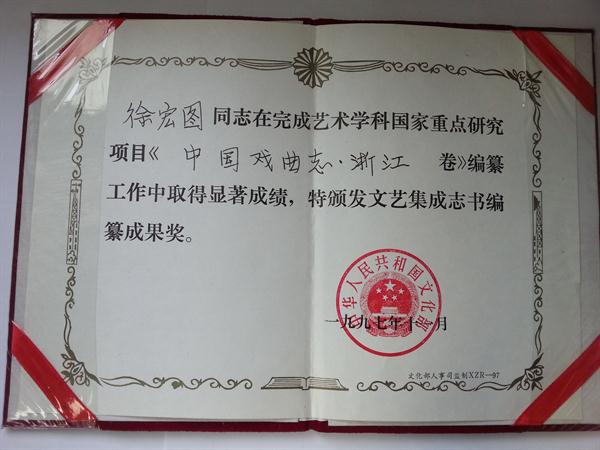 徐宏图同志在完成艺术学科国家重点研究
项目《中国戏曲志·浙江卷》编纂
工作中取得显著成绩，特颁发文艺集成志书编
纂成果奖。
中华人民共和国文化部
一九九七年十一月
文化部人事司监制XZR—97